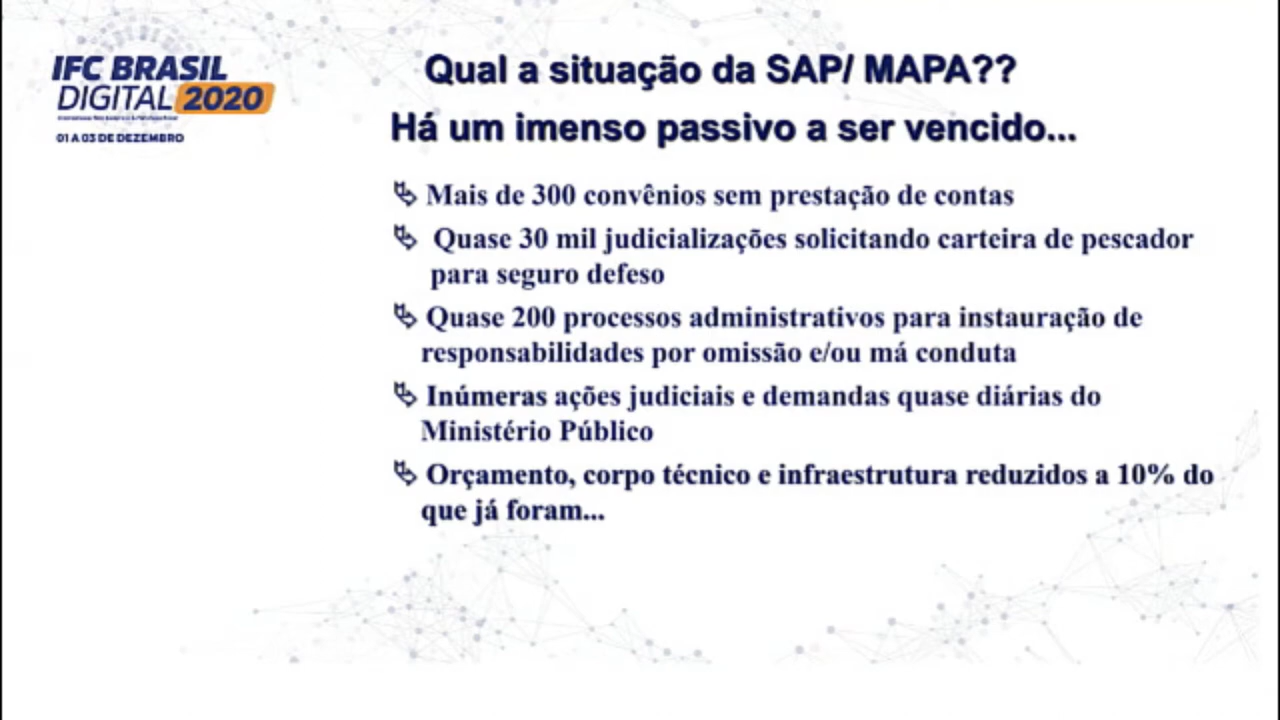 IFC BRASIL
DIGITAL 2020
01 A 03 DE DEZEMBRO
Qual a situação da SAP/ MAPA??
Há um imenso passivo a ser vencido...
Mais de 300 convênios sem prestação de contas
Quase 30 mil judicializações solicitando carteira de pescador
para seguro defeso
Quase 200 processos administrativos para instauração de
responsabilidades por omissão e/ou má conduta
Inúmeras ações judiciais e demandas quase diárias do
Ministério Público
Orçamento, corpo técnico e infraestrutura reduzidos a 10% do
que já foram...